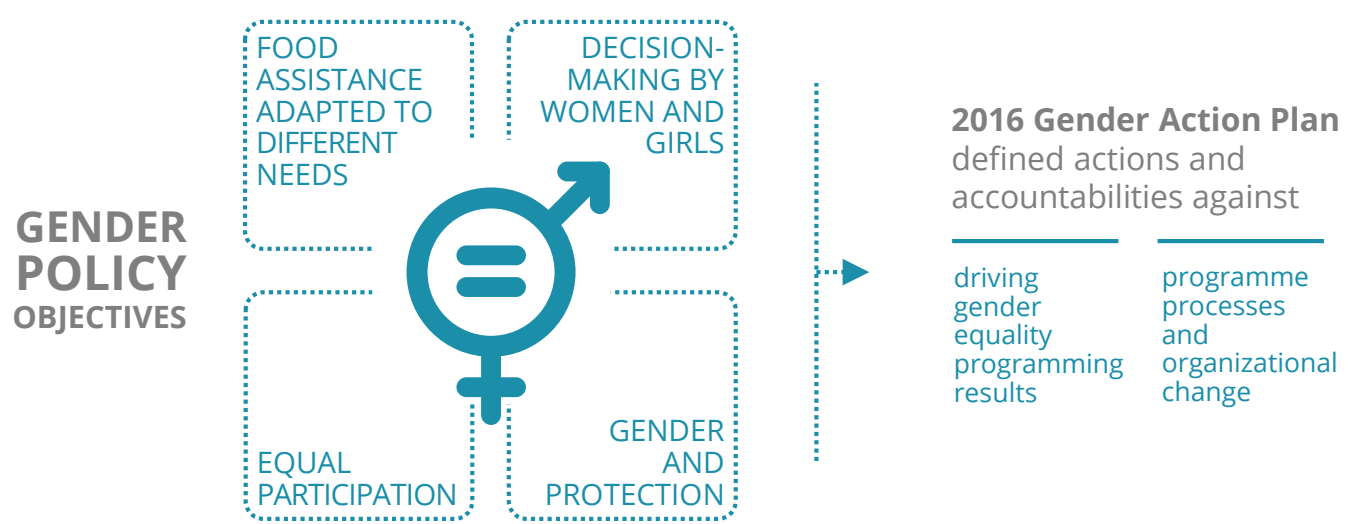 GENDER
POLICY
OBJECTIVES
FOOD
ASSISTANCE
ADAPTED TO
DIFFERENT
NEEDS
DECISION-
MAKING BY
WOMEN AND
GIRLS
EQUAL
PARTICIPATION
GENDER
AND
PROTECTION
2016 Gender Action Plan
defined actions and
accountabilities against
driving
gender
equality
programming
results
programme
processes
and
organizational
change